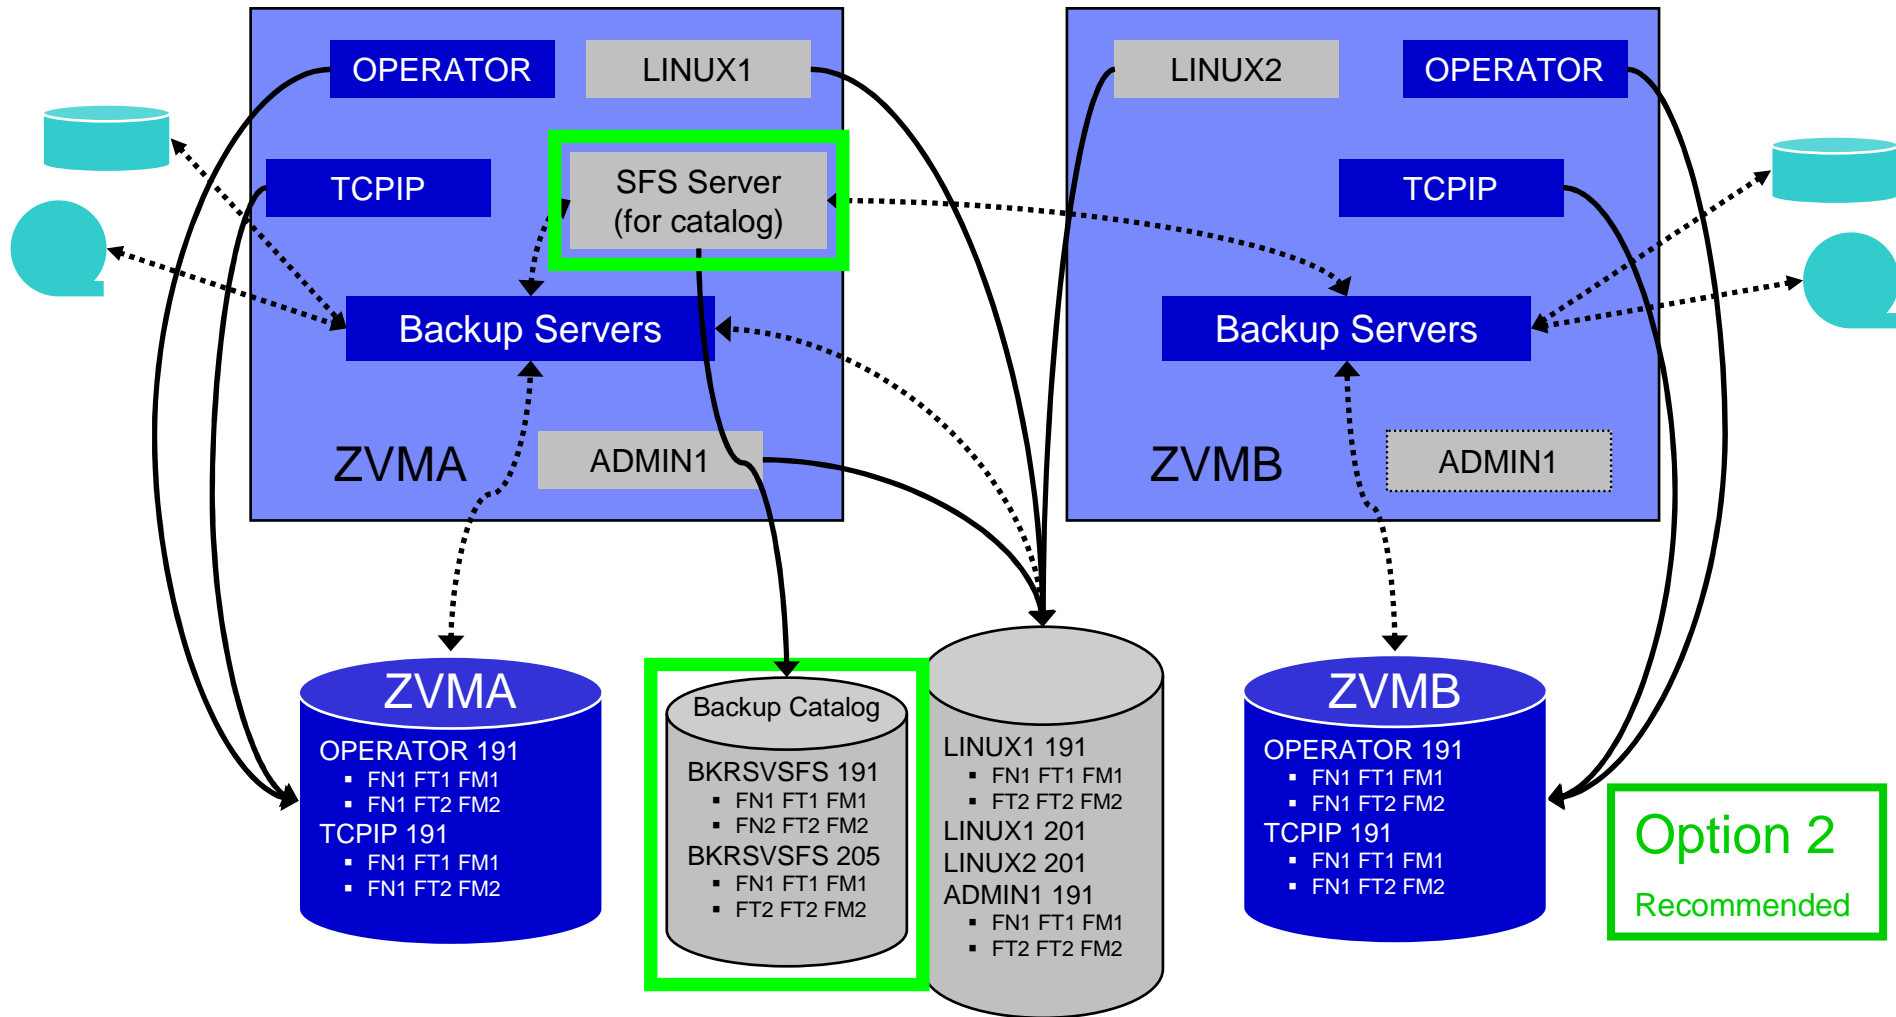 OPERATOR
LINUX1
TCPIP
SFS Server
(for catalog)
Backup Servers
ADMIN1
ZVMA
LINUX2
OPERATOR
TCPIP
Backup Servers
ADMIN1
ZVMB
ZVMA
OPERATOR 191
▪ FN1 FT1 FM1
▪ FN1 FT2 FM2
TCPIP 191
▪ FN1 FT1 FM1
▪ FN1 FT2 FM2
Backup Catalog
BKRSVSFS 191
▪ FN1 FT1 FM1
▪ FN2 FT2 FM2
BKRSVSFS 205
▪ FN1 FT1 FM1
▪ FT2 FT2 FM2
LINUX1 191
▪ FN1 FT1 FM1
▪ FT2 FT2 FM2
LINUX1 201
LINUX2 201
ADMIN1 191
▪ FN1 FT1 FM1
▪ FT2 FT2 FM2
ZVMB
OPERATOR 191
▪ FN1 FT1 FM1
▪ FN1 FT2 FM2
TCPIP 191
▪ FN1 FT1 FM1
▪ FN1 FT2 FM2
Option 2
Recommended